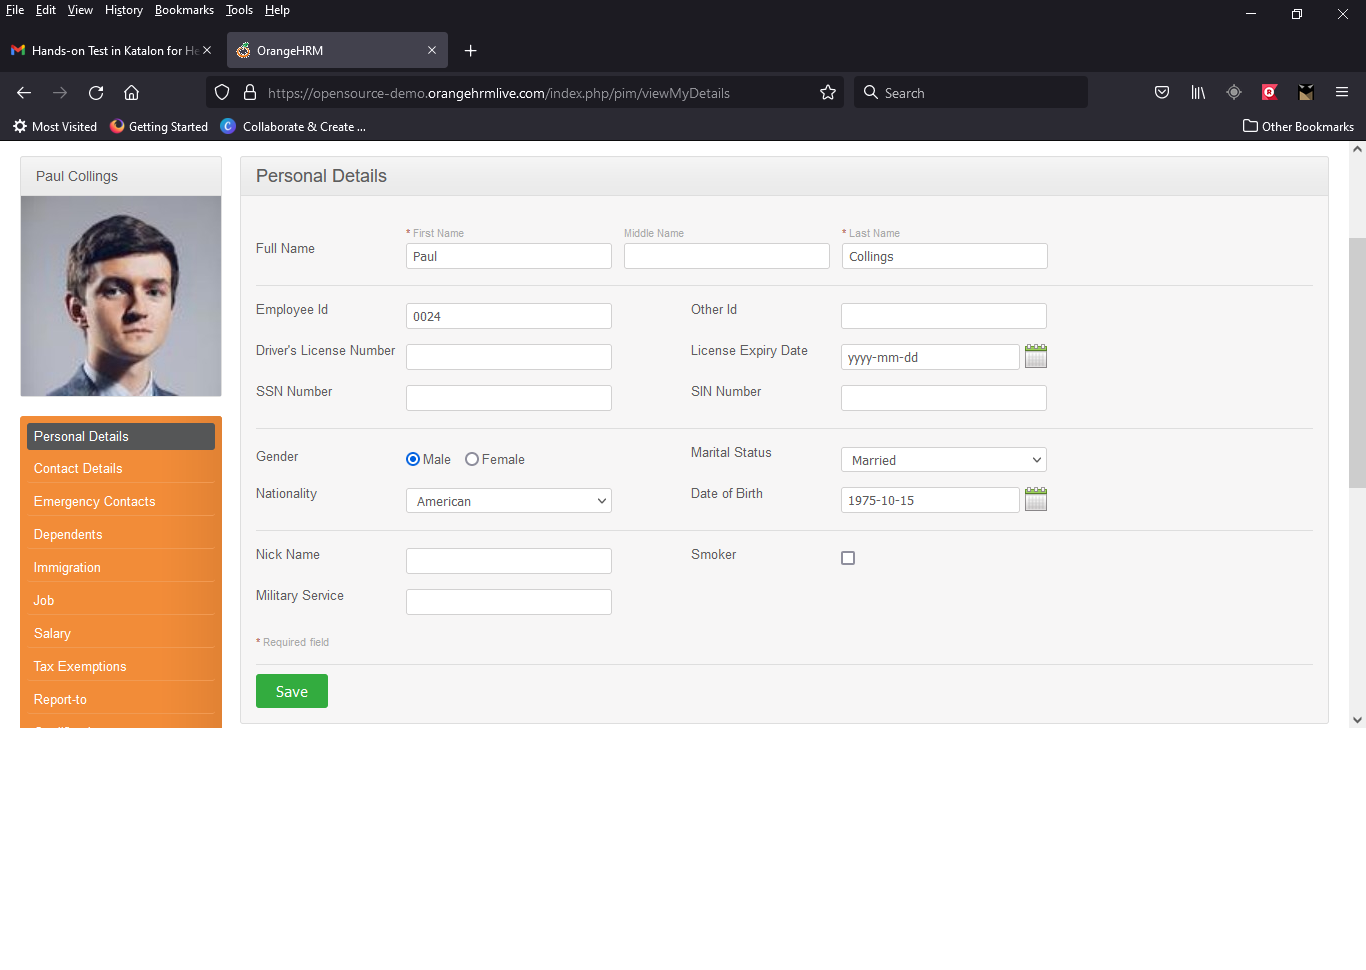 File Edit View History Bookmarks Tools Help
Hands-on Test in Katalon for He
OrangeHRM
https://opensource-demo.orangehrmlive.com/index.php/pim/viewMyDetails
Search
Most Visited Getting Started Collaborate & Create ... Other Bookmarks
Paul Collings
Personal Details
Contact Details
Emergency Contacts
Dependents
Immigration
Job
Salary
Tax Exemptions
Report-to
Personal Details
* First Name Middle Name * Last Name
Full Name Paul Collings
Employee Id 0024 Other Id
Driver's License Number License Expiry Date yyyy-mm-dd
SSN Number SIN Number
Gender Male Female Marital Status Married
Nationality American Date of Birth 1975-10-15
Nick Name Smoker
Military Service
* Required field
Save